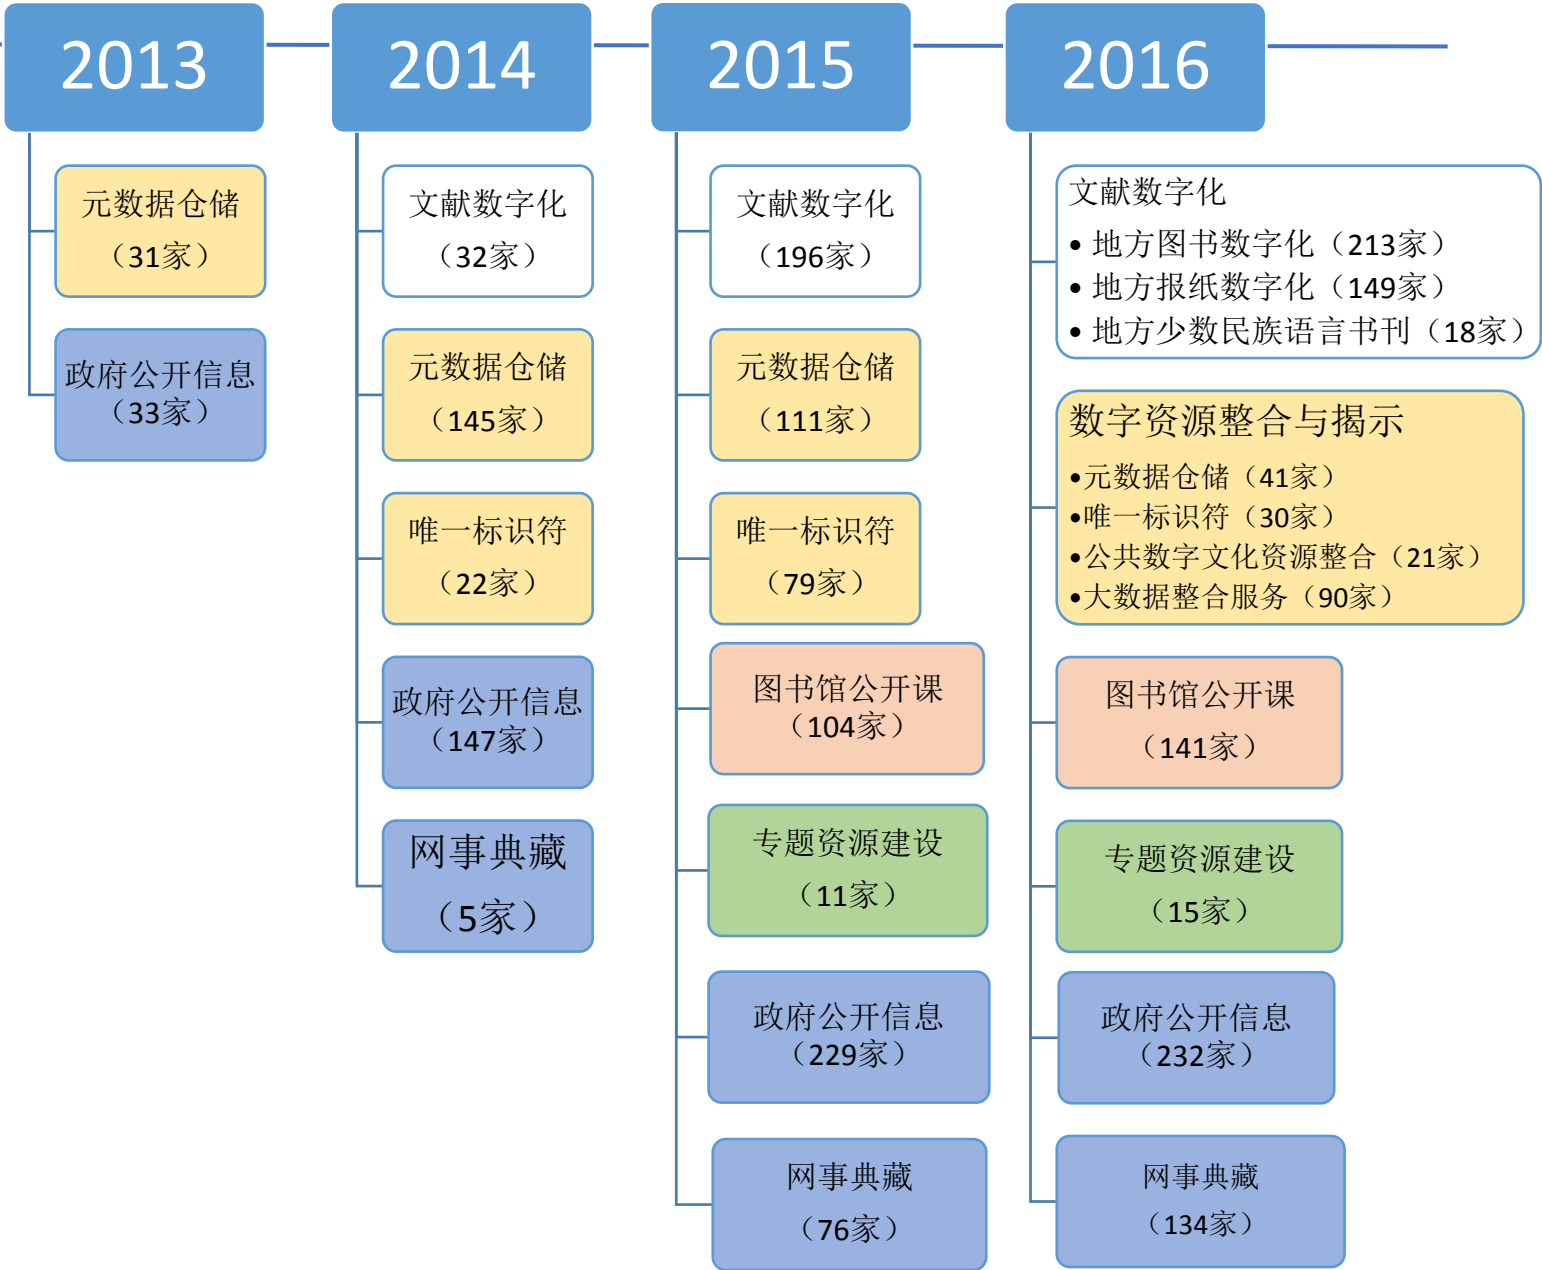 2013
元数据仓储
（31家）
政府公开信息
（33家）
2014
文献数字化
（32家）
元数据仓储
（145家）
唯一标识符
（22家）
政府公开信息
（147家）
网事典藏
（5家）
2015
文献数字化
（196家）
元数据仓储
（111家）
唯一标识符
（79家）
图书馆公开课
（104家）
专题资源建设
（11家）
政府公开信息
（229家）
网事典藏
（76家）
2016
文献数字化
• 地方图书数字化（213家）
• 地方报纸数字化（149家）
• 地方少数民族语言书刊（18家）
数字资源整合与揭示
•元数据仓储（41家）
•唯一标识符（30家）
•公共数字文化资源整合（21家）
•大数据整合服务（90家）
图书馆公开课
（141家）
专题资源建设
（15家）
政府公开信息
（232家）
网事典藏
（134家）